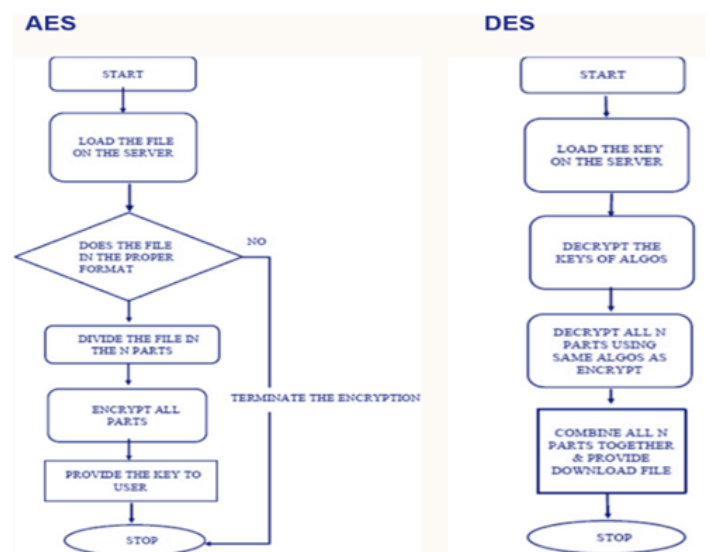 AES
START
LOAD THE FILE
ON THE SERVER
DOES THE FILE
IN THE PROPER
FORMAT
NO
DIVIDE THE FILE IN
THE N PARTS
TERMINATE THE ENCRYPTION
ENCRYPT ALL
PARTS
PROVIDE THE KEY TO
USER
STOP
DES
START
LOAD THE KEY
ON THE SERVER
DECRYPT THE
KEYS OF ALGOS
DECRYPT ALL N
PARTS USING
SAME ALGOS AS
ENCRYPT
COMBINE ALL N
PARTS TOGETHER
& PROVIDE
DOWNLOAD FILE
STOP